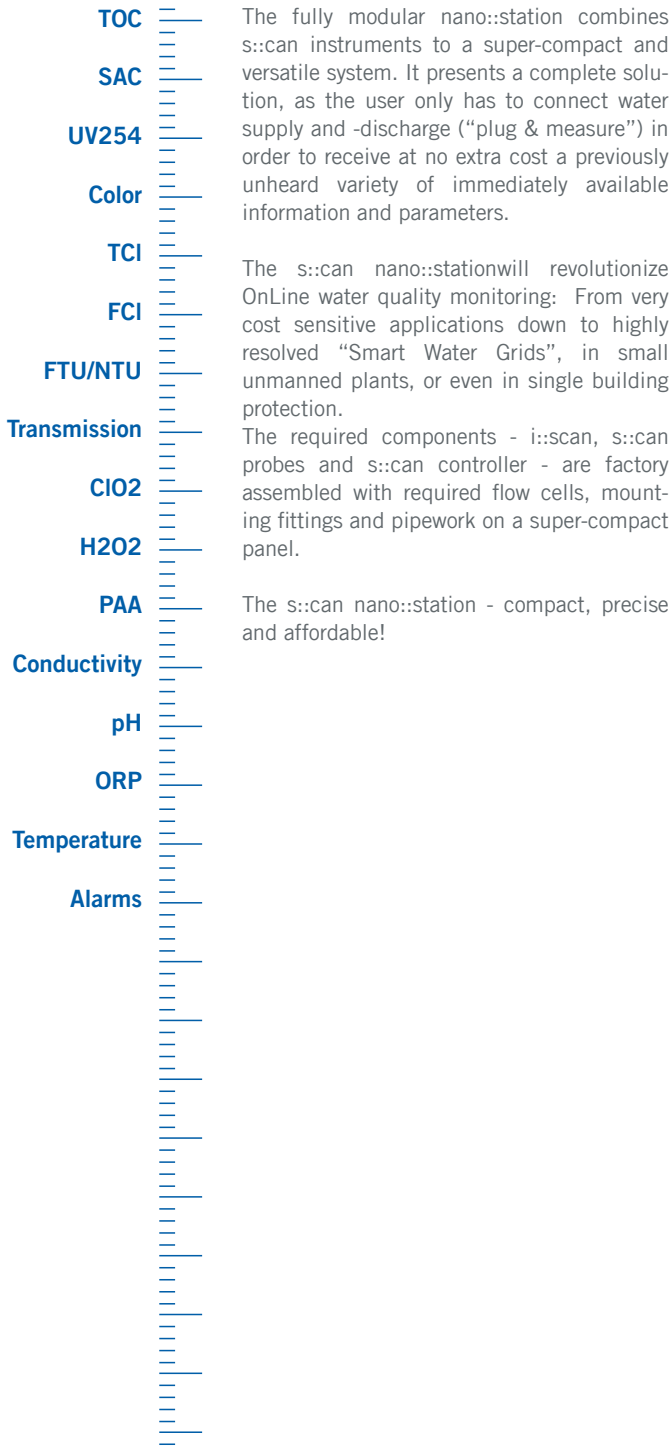 TOC
SAC
UV254
Color
TCl
FCl
FTU/NTU
Transmission
ClO2
H2O2
PAA
Conductivity
pH
ORP
Temperature
Alarms
The fully modular nano::station combines
s::can instruments to a super-compact and
versatile system. It presents a complete solu-
tion, as the user only has to connect water
supply and -discharge (“plug & measure”) in
order to receive at no extra cost a previously
unheard variety of immediately available
information and parameters.
The s::can nano::stationwill revolutionize
OnLine water quality monitoring: From very
cost sensitive applications down to highly
resolved “Smart Water Grids”, in small
unmanned plants, or even in single building
protection.
The required components - i::scan, s::can
probes and s::can controller - are factory
assembled with required flow cells, mount-
ing fittings and pipework on a super-compact
panel.
The s::can nano::station - compact, precise
and affordable!